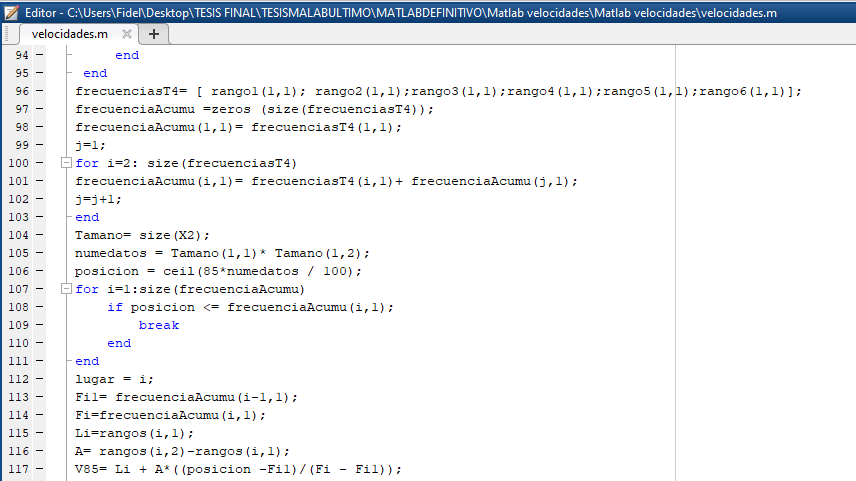 Editor - C:\Users\Fidel\Desktop\TESIS FINAL\TESISMALABULTIMO\MATLABDEFINITIVO\Matlab velocidades\Matlab velocidades\velocidades.m
velocidades.m
94 - end
95 - end
96 - frecuenciasT4= [ rango1(1,1); rango2(1,1);rango3(1,1);rango4(1,1);rango5(1,1);rango6(1,1)];
97 - frecuenciaAcumu =zeros (size(frecuenciasT4));
98 - frecuenciaAcumu(1,1)= frecuenciasT4(1,1);
99 - j=1;
100 - for i=2: size(frecuenciasT4)
101 - frecuenciaAcumu(i,1)= frecuenciasT4(i,1)+ frecuenciaAcumu(j,1);
102 - j=j+1;
103 - end
104 - Tamano= size(X2);
105 - numedatos = Tamano(1,1)* Tamano(1,2);
106 - posicion = ceil(85*numedatos / 100);
107 - for i=1:size(frecuenciaAcumu)
108 - if posicion <= frecuenciaAcumu(i,1);
109 - break
110 - end
111 - end
112 - lugar = i;
113 - Fi1= frecuenciaAcumu(i-1,1);
114 - Fi=frecuenciaAcumu(i,1);
115 - Li=rangos(i,1);
116 - A= rangos(i,2)-rangos(i,1);
117 - V85= Li + A*((posicion -Fi1)/(Fi - Fi1));